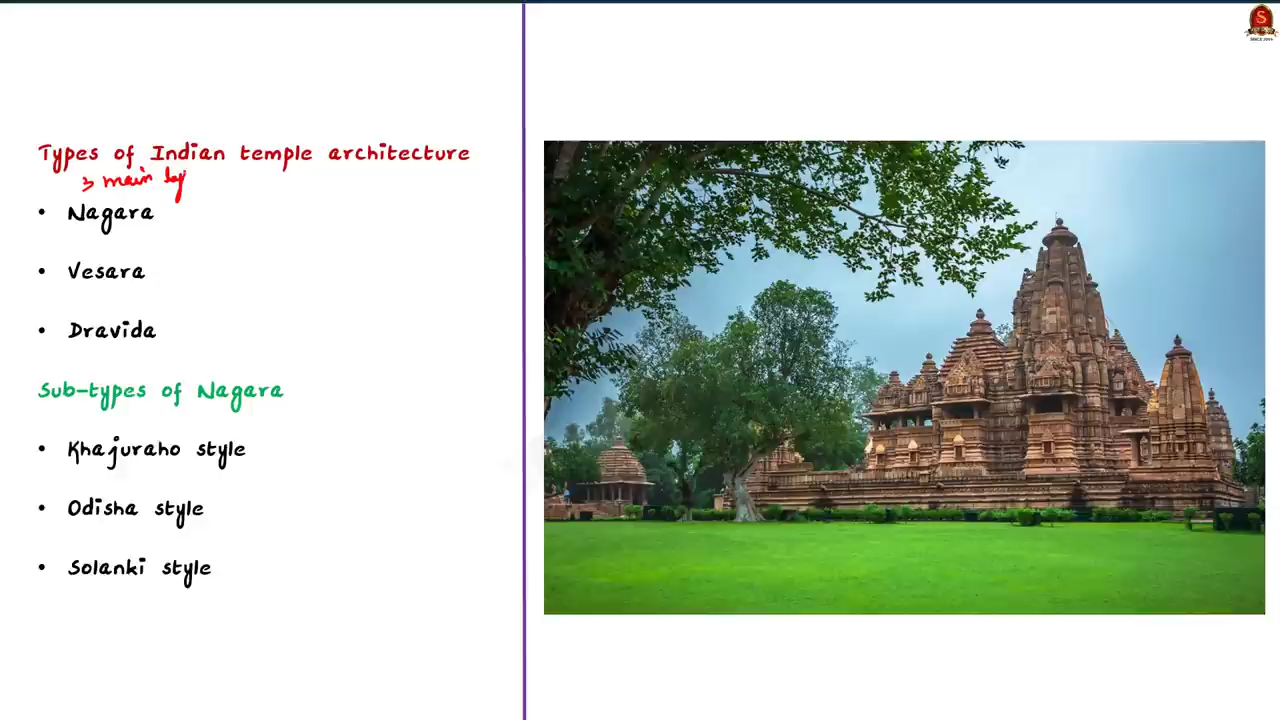 Types of Indian temple architecture
3 main
• Nagara
• Vesara
• Dravida
Sub-types of Nagara
• Khajuraho style
• Odisha style
• Solanki style
S